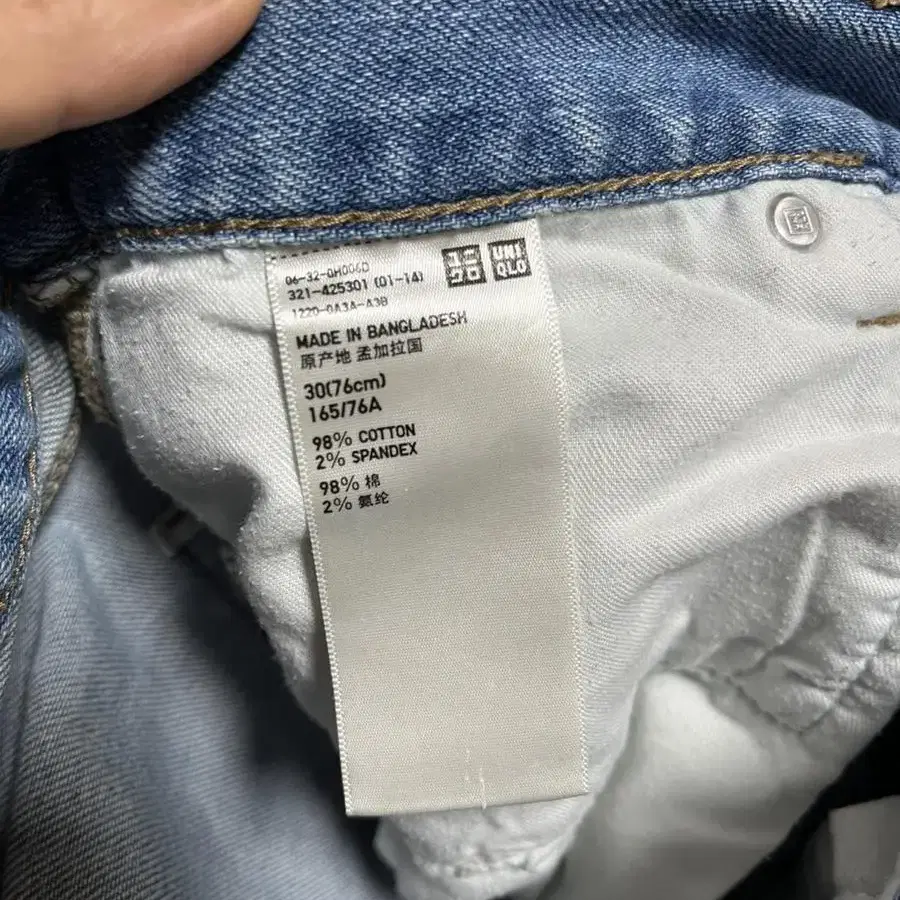 ユニ
クロ
UNI
QLO
06-32-0H006D
321-425301 (01-14)
1220-0A3A-A3B
MADE IN BANGLADESH
原产地 孟加拉国
30(76cm)
165/76A
98% COTTON
2% SPANDEX
98% 棉
2% 氨纶